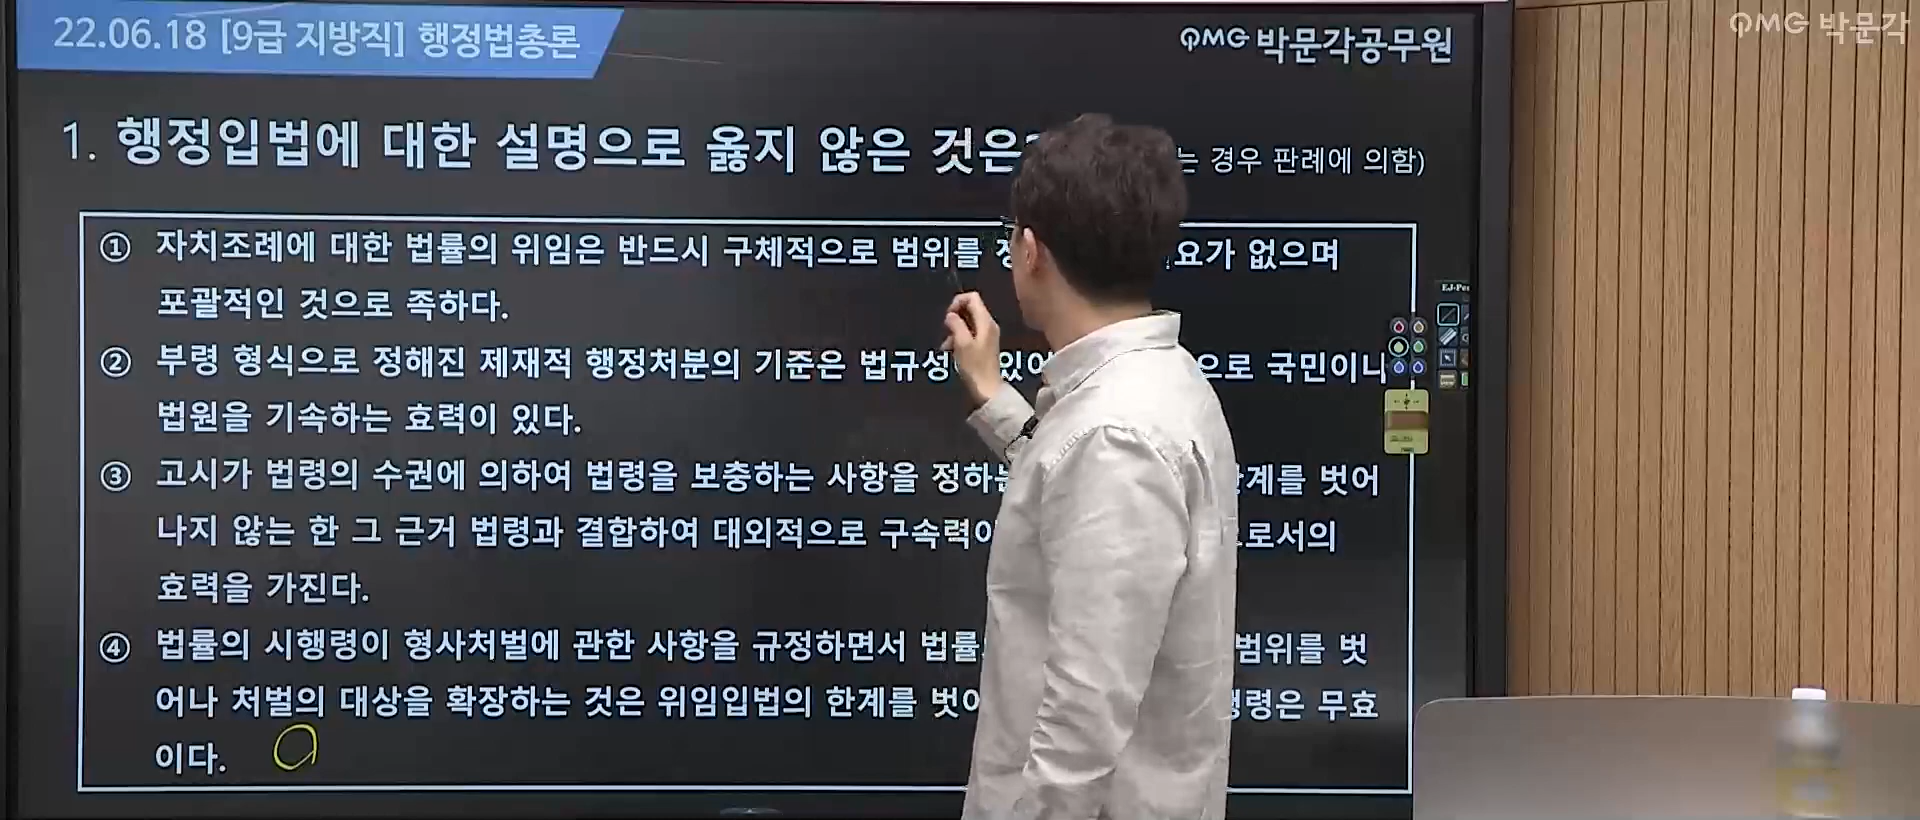 22.06.18 [9급 지방직] 행정법총론
QMG 박문각공무원
QMG 박문각
1. 행정입법에 대한 설명으로 옳지 않은 것은? 는 경우 판례에 의함)
① 자치조례에 대한 법률의 위임은 반드시 구체적으로 범위를 없으며
포괄적인 것으로 족하다.
② 부령 형식으로 정해진 제재적 행정처분의 기준은 법규성이 으로 국민이나
법원을 기속하는 효력이 있다.
③ 고시가 법령의 수권에 의하여 법령을 보충하는 사항을 정하는 벗어
나지 않는 한 그 근거 법령과 결합하여 대외적으로 구속력이 로서의
효력을 가진다.
④ 법률의 시행령이 형사처벌에 관한 사항을 규정하면서 법률 범위를 벗
어나 처벌의 대상을 확장하는 것은 위임입법의 한계를 벗어 령은 무효
이다.